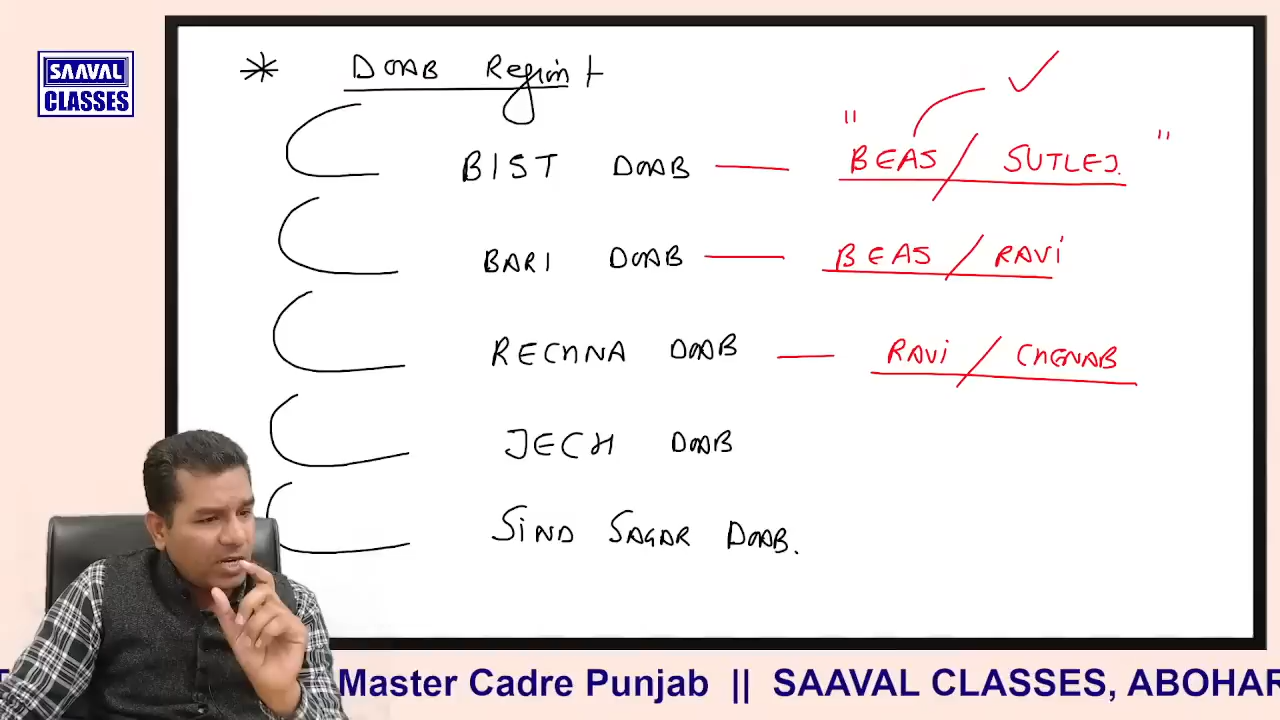 SAAVAL
CLASSES
* DOAB Region
" BEAS / SUTLEJ. "
BIST DOAB —
BARI DOAB — BEAS / RAVI
RECHNA DOAB — RAVI / CHENAB
JECH DOAB
SIND SAGAR DOAB.
Master Cadre Punjab || SAAVAL CLASSES, ABOHAR